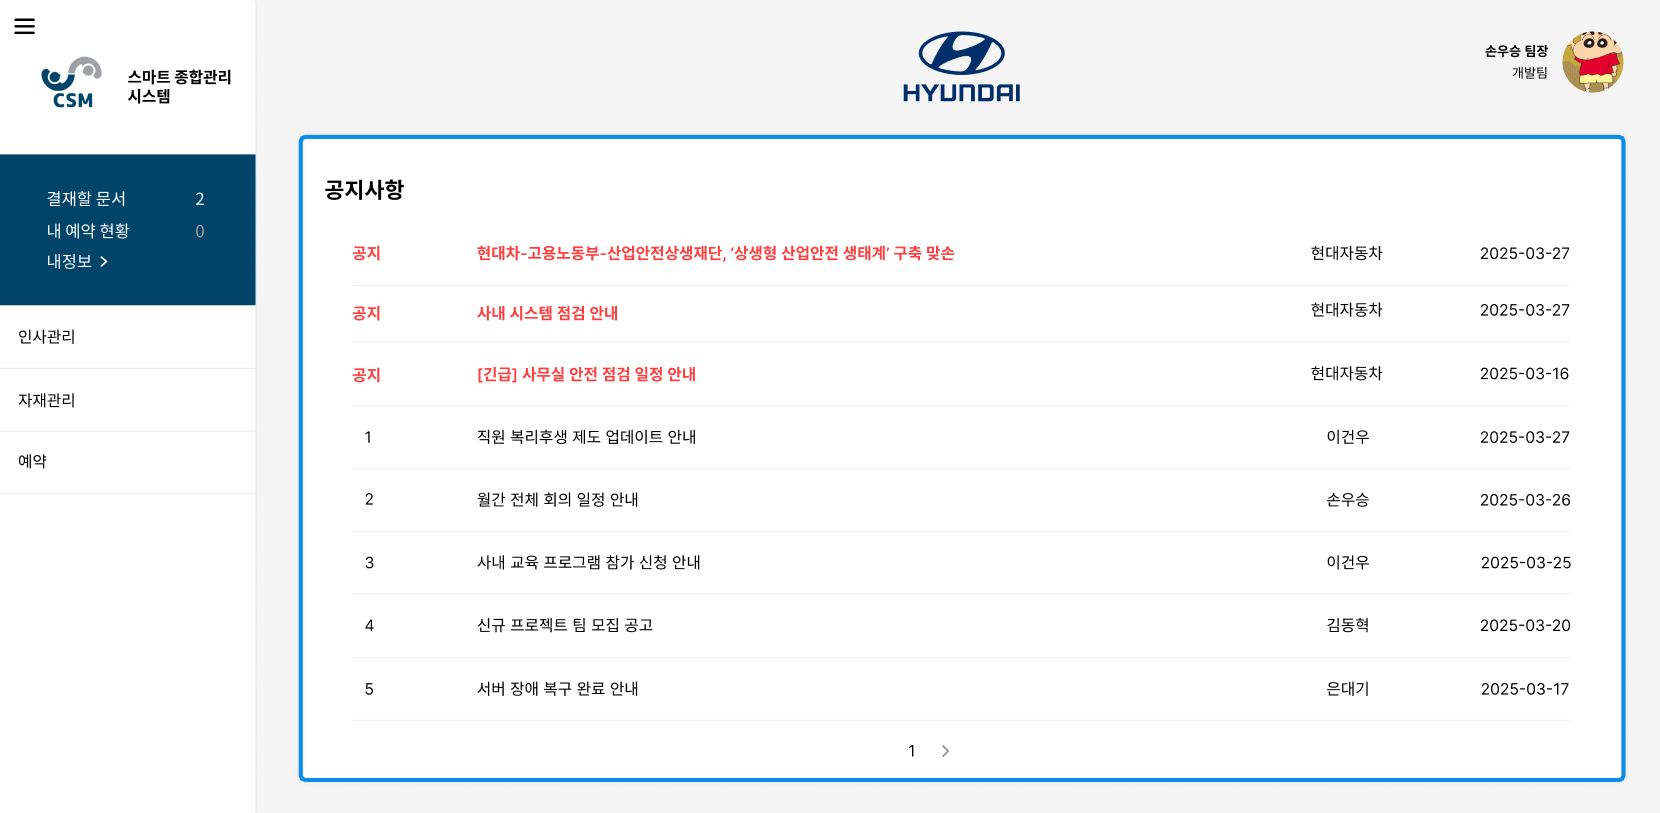 스마트 종합관리
시스템
CSM
결재할 문서 2
내 예약 현황 0
내정보 >
인사관리
자재관리
예약
HYUNDAI
손우승 팀장
개발팀
공지사항
공지 현대차-고용노동부-산업안전상생재단, ‘상생형 산업안전 생태계’ 구축 맞손 현대자동차 2025-03-27
공지 사내 시스템 점검 안내 현대자동차 2025-03-27
공지 [긴급] 사무실 안전 점검 일정 안내 현대자동차 2025-03-16
1 직원 복리후생 제도 업데이트 안내 이건우 2025-03-27
2 월간 전체 회의 일정 안내 손우승 2025-03-26
3 사내 교육 프로그램 참가 신청 안내 이건우 2025-03-25
4 신규 프로젝트 팀 모집 공고 김동혁 2025-03-20
5 서버 장애 복구 완료 안내 은대기 2025-03-17
1 >